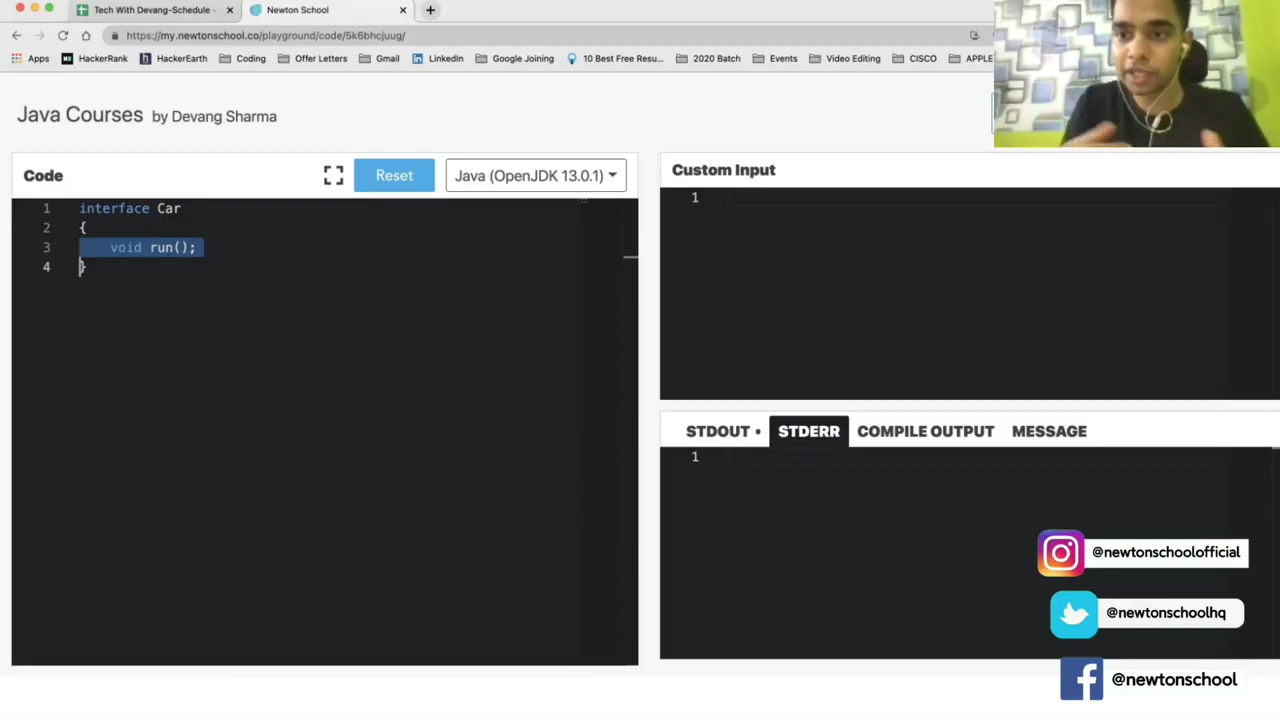 Tech With Devang-Schedule -
Newton School
https://my.newtonschool.co/playground/code/5k6bhcjuug/
Apps
HackerRank
HackerEarth
Coding
Offer Letters
Gmail
LinkedIn
Google Joining
10 Best Free Resu...
2020 Batch
Events
Video Editing
CISCO
APPLE
Java Courses by Devang Sharma
Code
Reset
Java (OpenJDK 13.0.1)
1 interface Car
2 {
3 void run();
4 }
Custom Input
1
STDOUT •
STDERR
COMPILE OUTPUT
MESSAGE
1
@newtonschoolofficial
@newtonschoolhq
@newtonschool